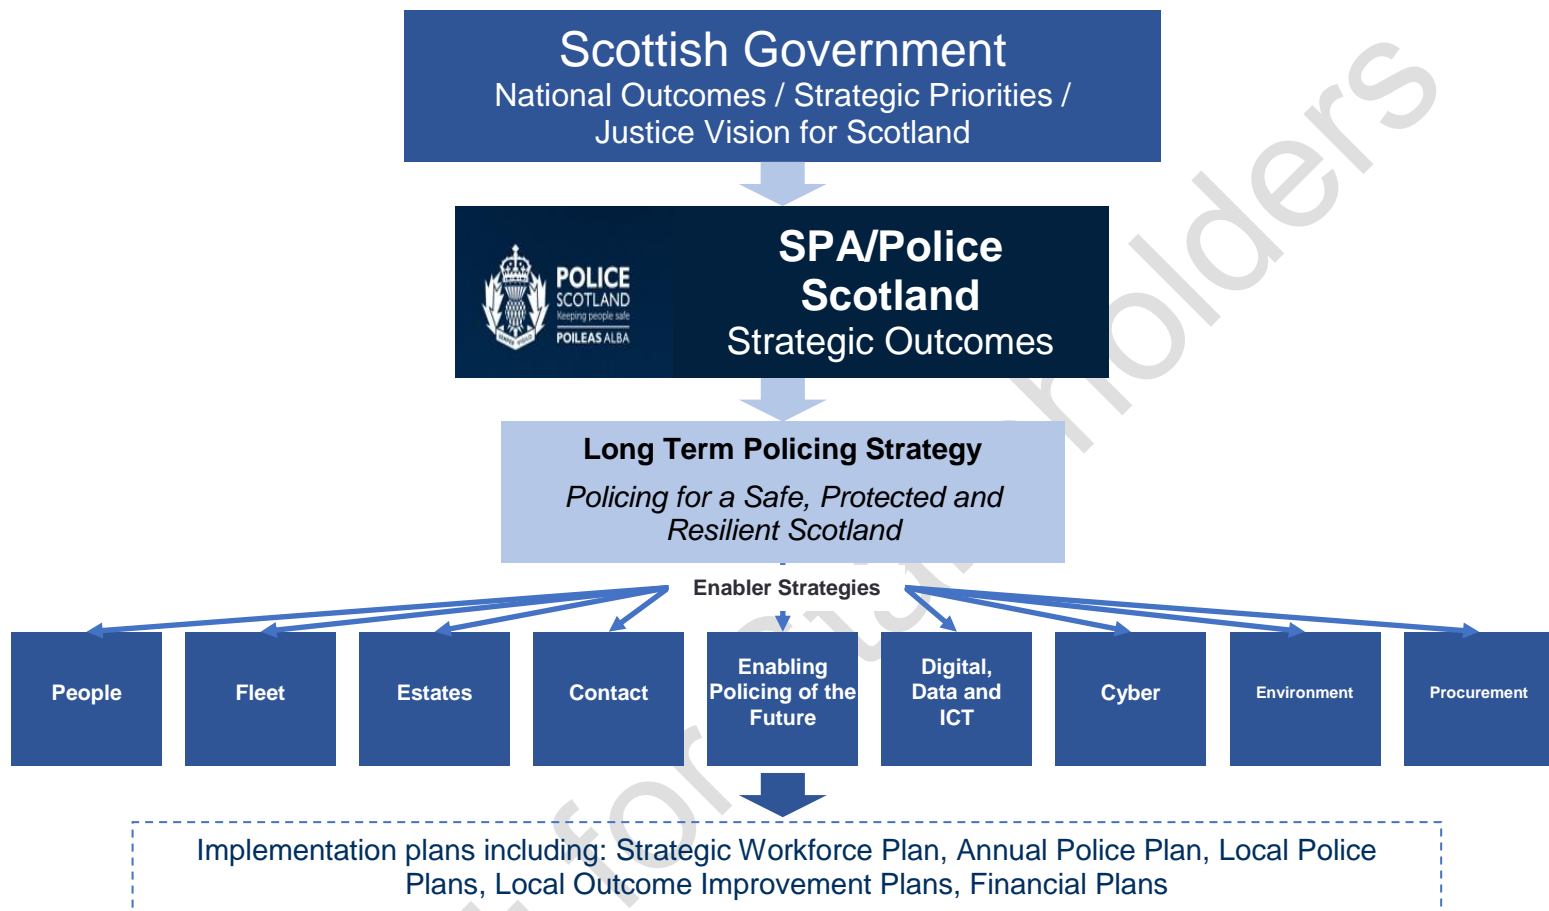 Scottish Government
National Outcomes / Strategic Priorities /
Justice Vision for Scotland
POLICE
SCOTLAND
Keeping people safe
POILEAS ALBA
SPA/Police
Scotland
Strategic Outcomes
Long Term Policing Strategy
Policing for a Safe, Protected and
Resilient Scotland
Enabler Strategies
People
Fleet
Estates
Contact
Enabling
Policing of the
Future
Digital,
Data and
ICT
Cyber
Environment
Procurement
Implementation plans including: Strategic Workforce Plan, Annual Police Plan, Local Police
Plans, Local Outcome Improvement Plans, Financial Plans
for
holders